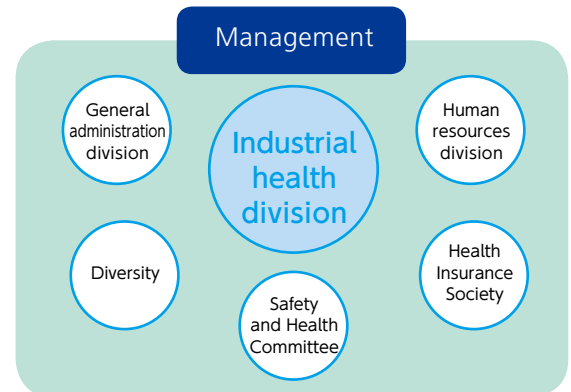 Management
General
administration
division
Industrial
health
division
Human
resources
division
Diversity
Safety
and Health
Committee
Health
Insurance
Society